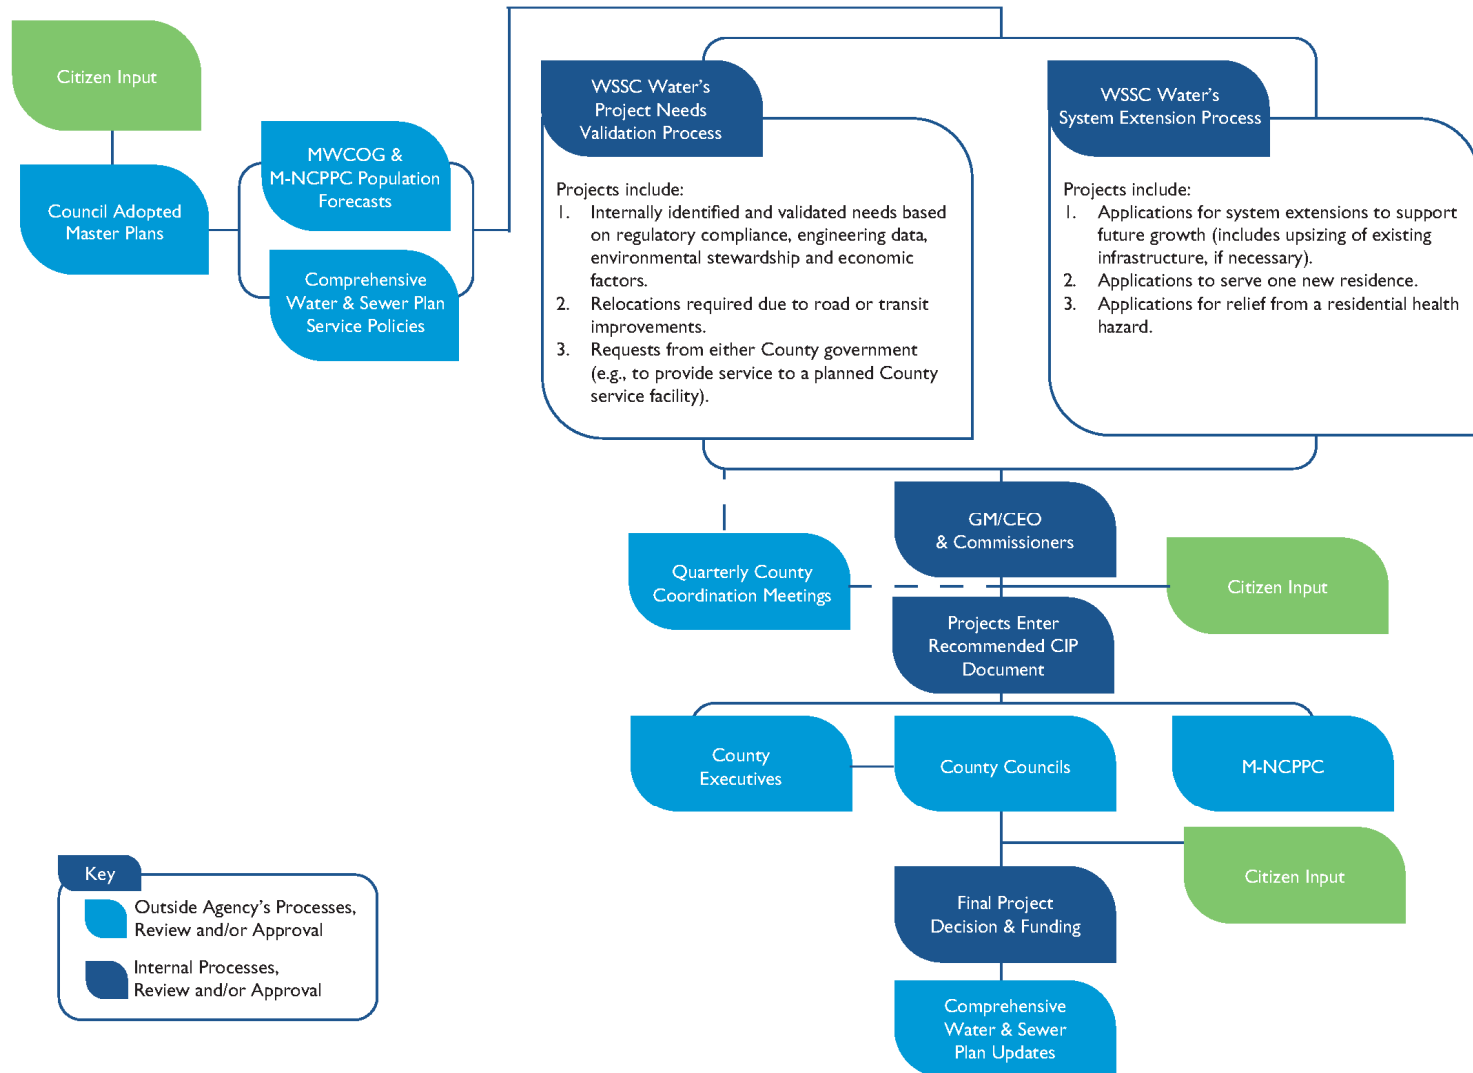 Citizen Input
Council Adopted
Master Plans
MWCOG &
M-NCPPC Population
Forecasts
Comprehensive
Water & Sewer Plan
Service Policies
WSSC Water's
Project Needs
Validation Process
Projects include:
1. Internally identified and validated needs based
on regulatory compliance, engineering data,
environmental stewardship and economic
factors.
2. Relocations required due to road or transit
improvements.
3. Requests from either County government
(e.g., to provide service to a planned County
service facility).
WSSC Water's
System Extension Process
Projects include:
1. Applications for system extensions to support
future growth (includes upsizing of existing
infrastructure, if necessary).
2. Applications to serve one new residence.
3. Applications for relief from a residential health
hazard.
GM/CEO
& Commissioners
Quarterly County
Coordination Meetings
Citizen Input
Projects Enter
Recommended CIP
Document
County
Executives
County Councils
M-NCPPC
Citizen Input
Final Project
Decision & Funding
Comprehensive
Water & Sewer
Plan Updates
Key
Outside Agency's Processes,
Review and/or Approval
Internal Processes,
Review and/or Approval